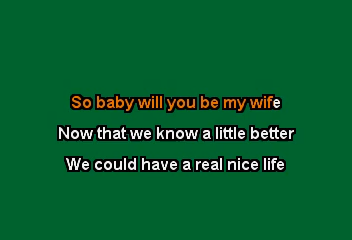 So baby will you be my wife
Now that we know a little better
We could have a real nice life